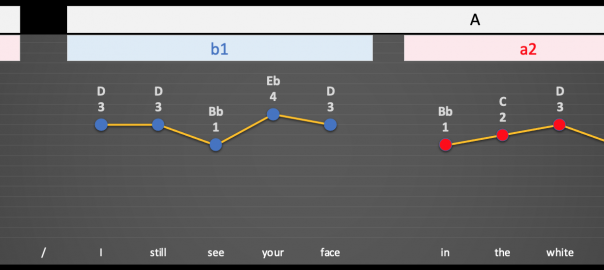 A
b1 a2
D D Bb Eb D Bb C D
3 3 1 4 3 1 2 3
/ I still see your face in the white